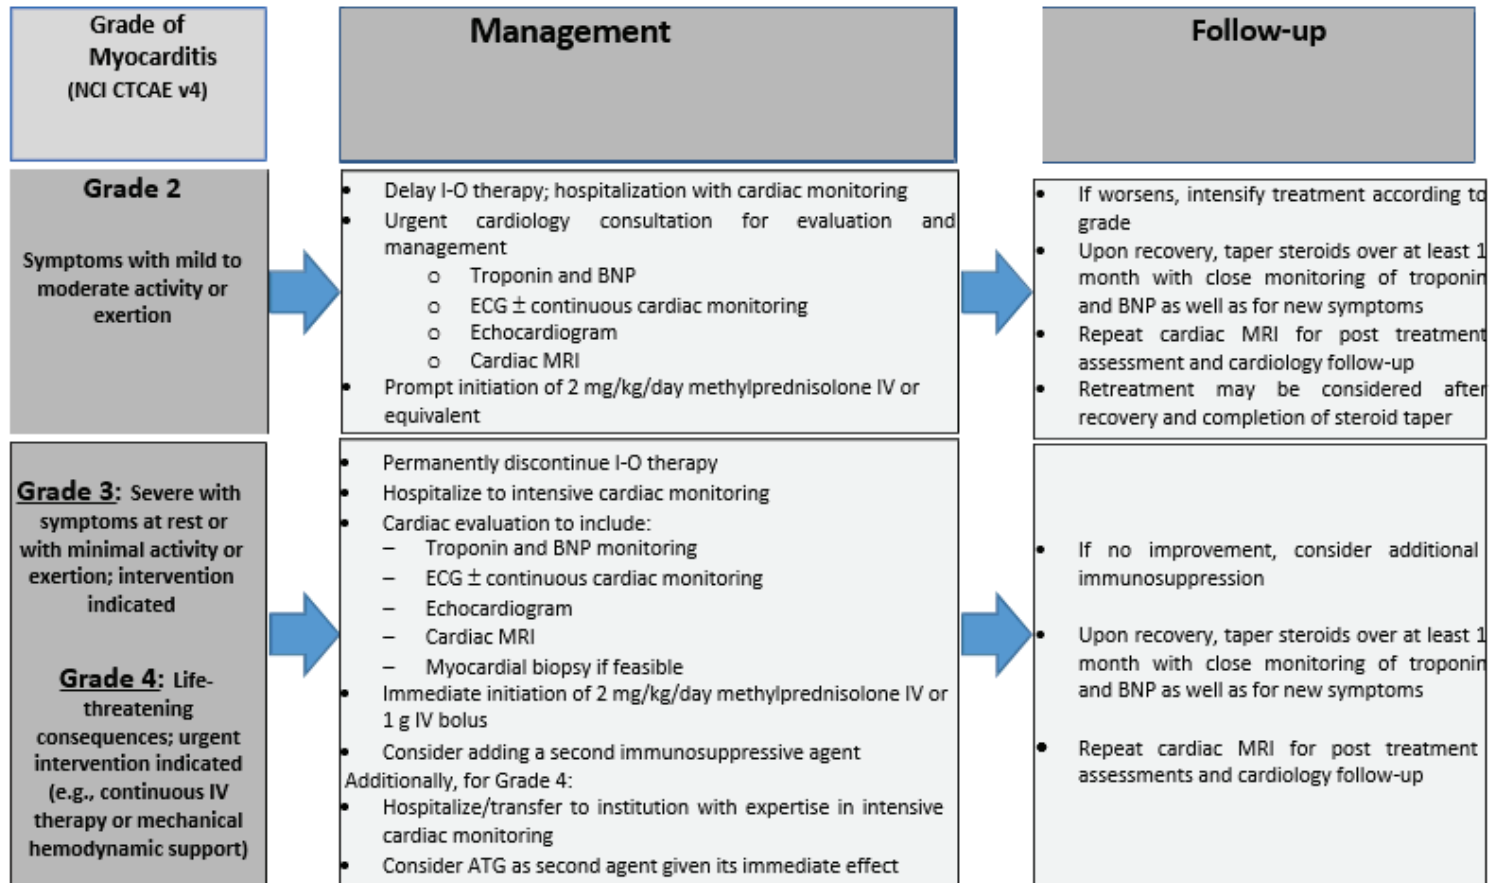 Grade of
Myocarditis
(NCI CTCAE v4)
Management
Follow-up
Grade 2
Symptoms with mild to
moderate activity or
exertion
• Delay I-O therapy; hospitalization with cardiac monitoring
• Urgent cardiology consultation for evaluation and
management
o Troponin and BNP
o ECG ± continuous cardiac monitoring
o Echocardiogram
o Cardiac MRI
• Prompt initiation of 2 mg/kg/day methylprednisolone IV or
equivalent
• If worsens, intensify treatment according to
grade
• Upon recovery, taper steroids over at least 1
month with close monitoring of troponin
and BNP as well as for new symptoms
• Repeat cardiac MRI for post treatment
assessment and cardiology follow-up
• Retreatment may be considered after
recovery and completion of steroid taper
Grade 3: Severe with
symptoms at rest or
with minimal activity or
exertion; intervention
indicated
Grade 4: Life-
threatening
consequences; urgent
intervention indicated
(e.g., continuous IV
therapy or mechanical
hemodynamic support)
• Permanently discontinue I-O therapy
• Hospitalize to intensive cardiac monitoring
• Cardiac evaluation to include:
– Troponin and BNP monitoring
– ECG ± continuous cardiac monitoring
– Echocardiogram
– Cardiac MRI
– Myocardial biopsy if feasible
• Immediate initiation of 2 mg/kg/day methylprednisolone IV or
1 g IV bolus
• Consider adding a second immunosuppressive agent
Additionally, for Grade 4:
• Hospitalize/transfer to institution with expertise in intensive
cardiac monitoring
• Consider ATG as second agent given its immediate effect
• If no improvement, consider additional
immunosuppression
• Upon recovery, taper steroids over at least 1
month with close monitoring of troponin
and BNP as well as for new symptoms
• Repeat cardiac MRI for post treatment
assessments and cardiology follow-up